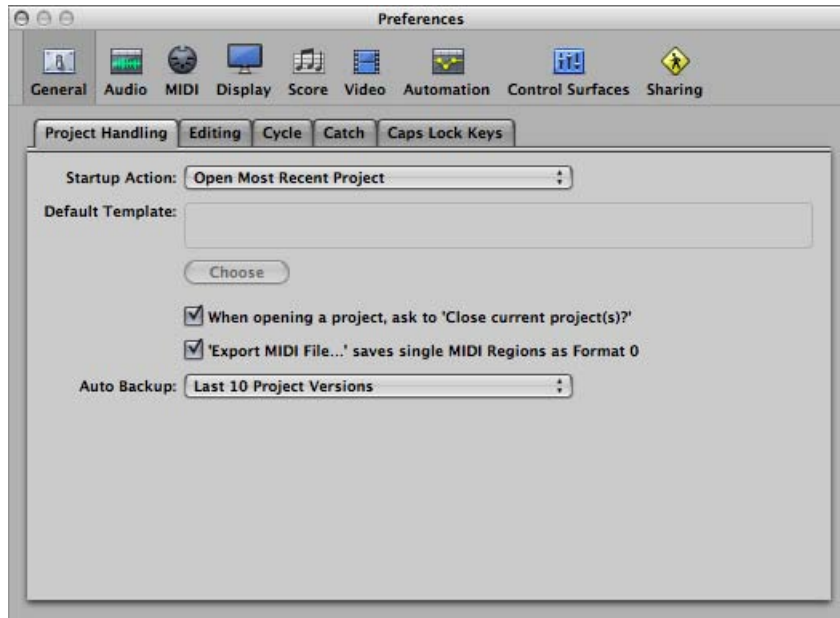 Preferences
General Audio MIDI Display Score Video Automation Control Surfaces Sharing
Project Handling Editing Cycle Catch Caps Lock Keys
Startup Action: Open Most Recent Project
Default Template:
Choose
When opening a project, ask to 'Close current project(s)?'
'Export MIDI File...' saves single MIDI Regions as Format 0
Auto Backup: Last 10 Project Versions